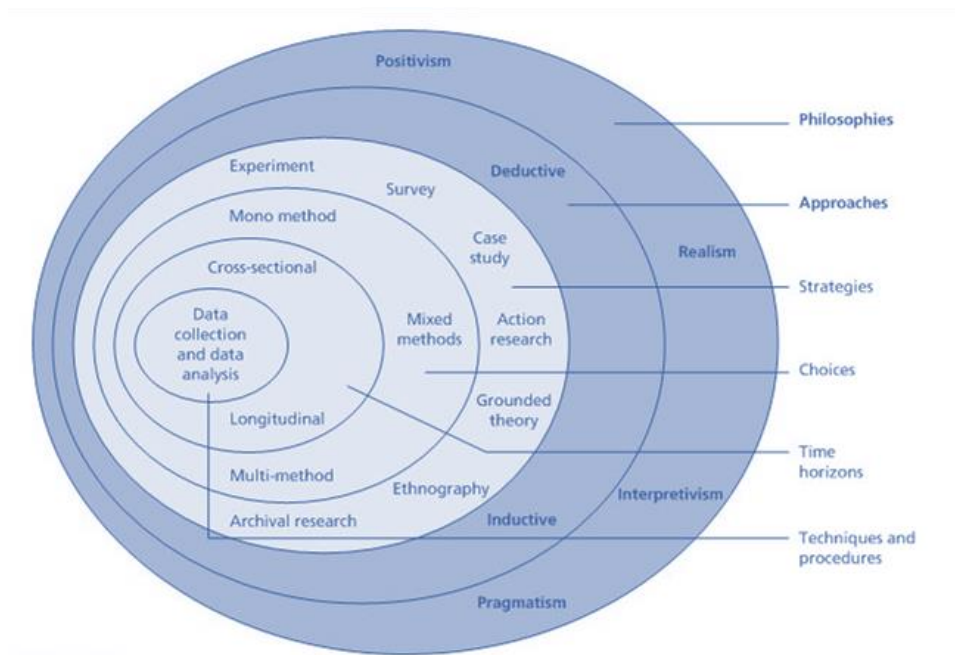 Positivism
Philosophies
Experiment
Deductive
Survey
Approaches
Mono method
Case
study
Realism
Cross-sectional
Strategies
Data
collection
and data
analysis
Mixed
methods
Action
research
Choices
Grounded
theory
Longitudinal
Time
horizons
Multi-method
Ethnography
Interpretivism
Archival research
Inductive
Techniques and
procedures
Pragmatism